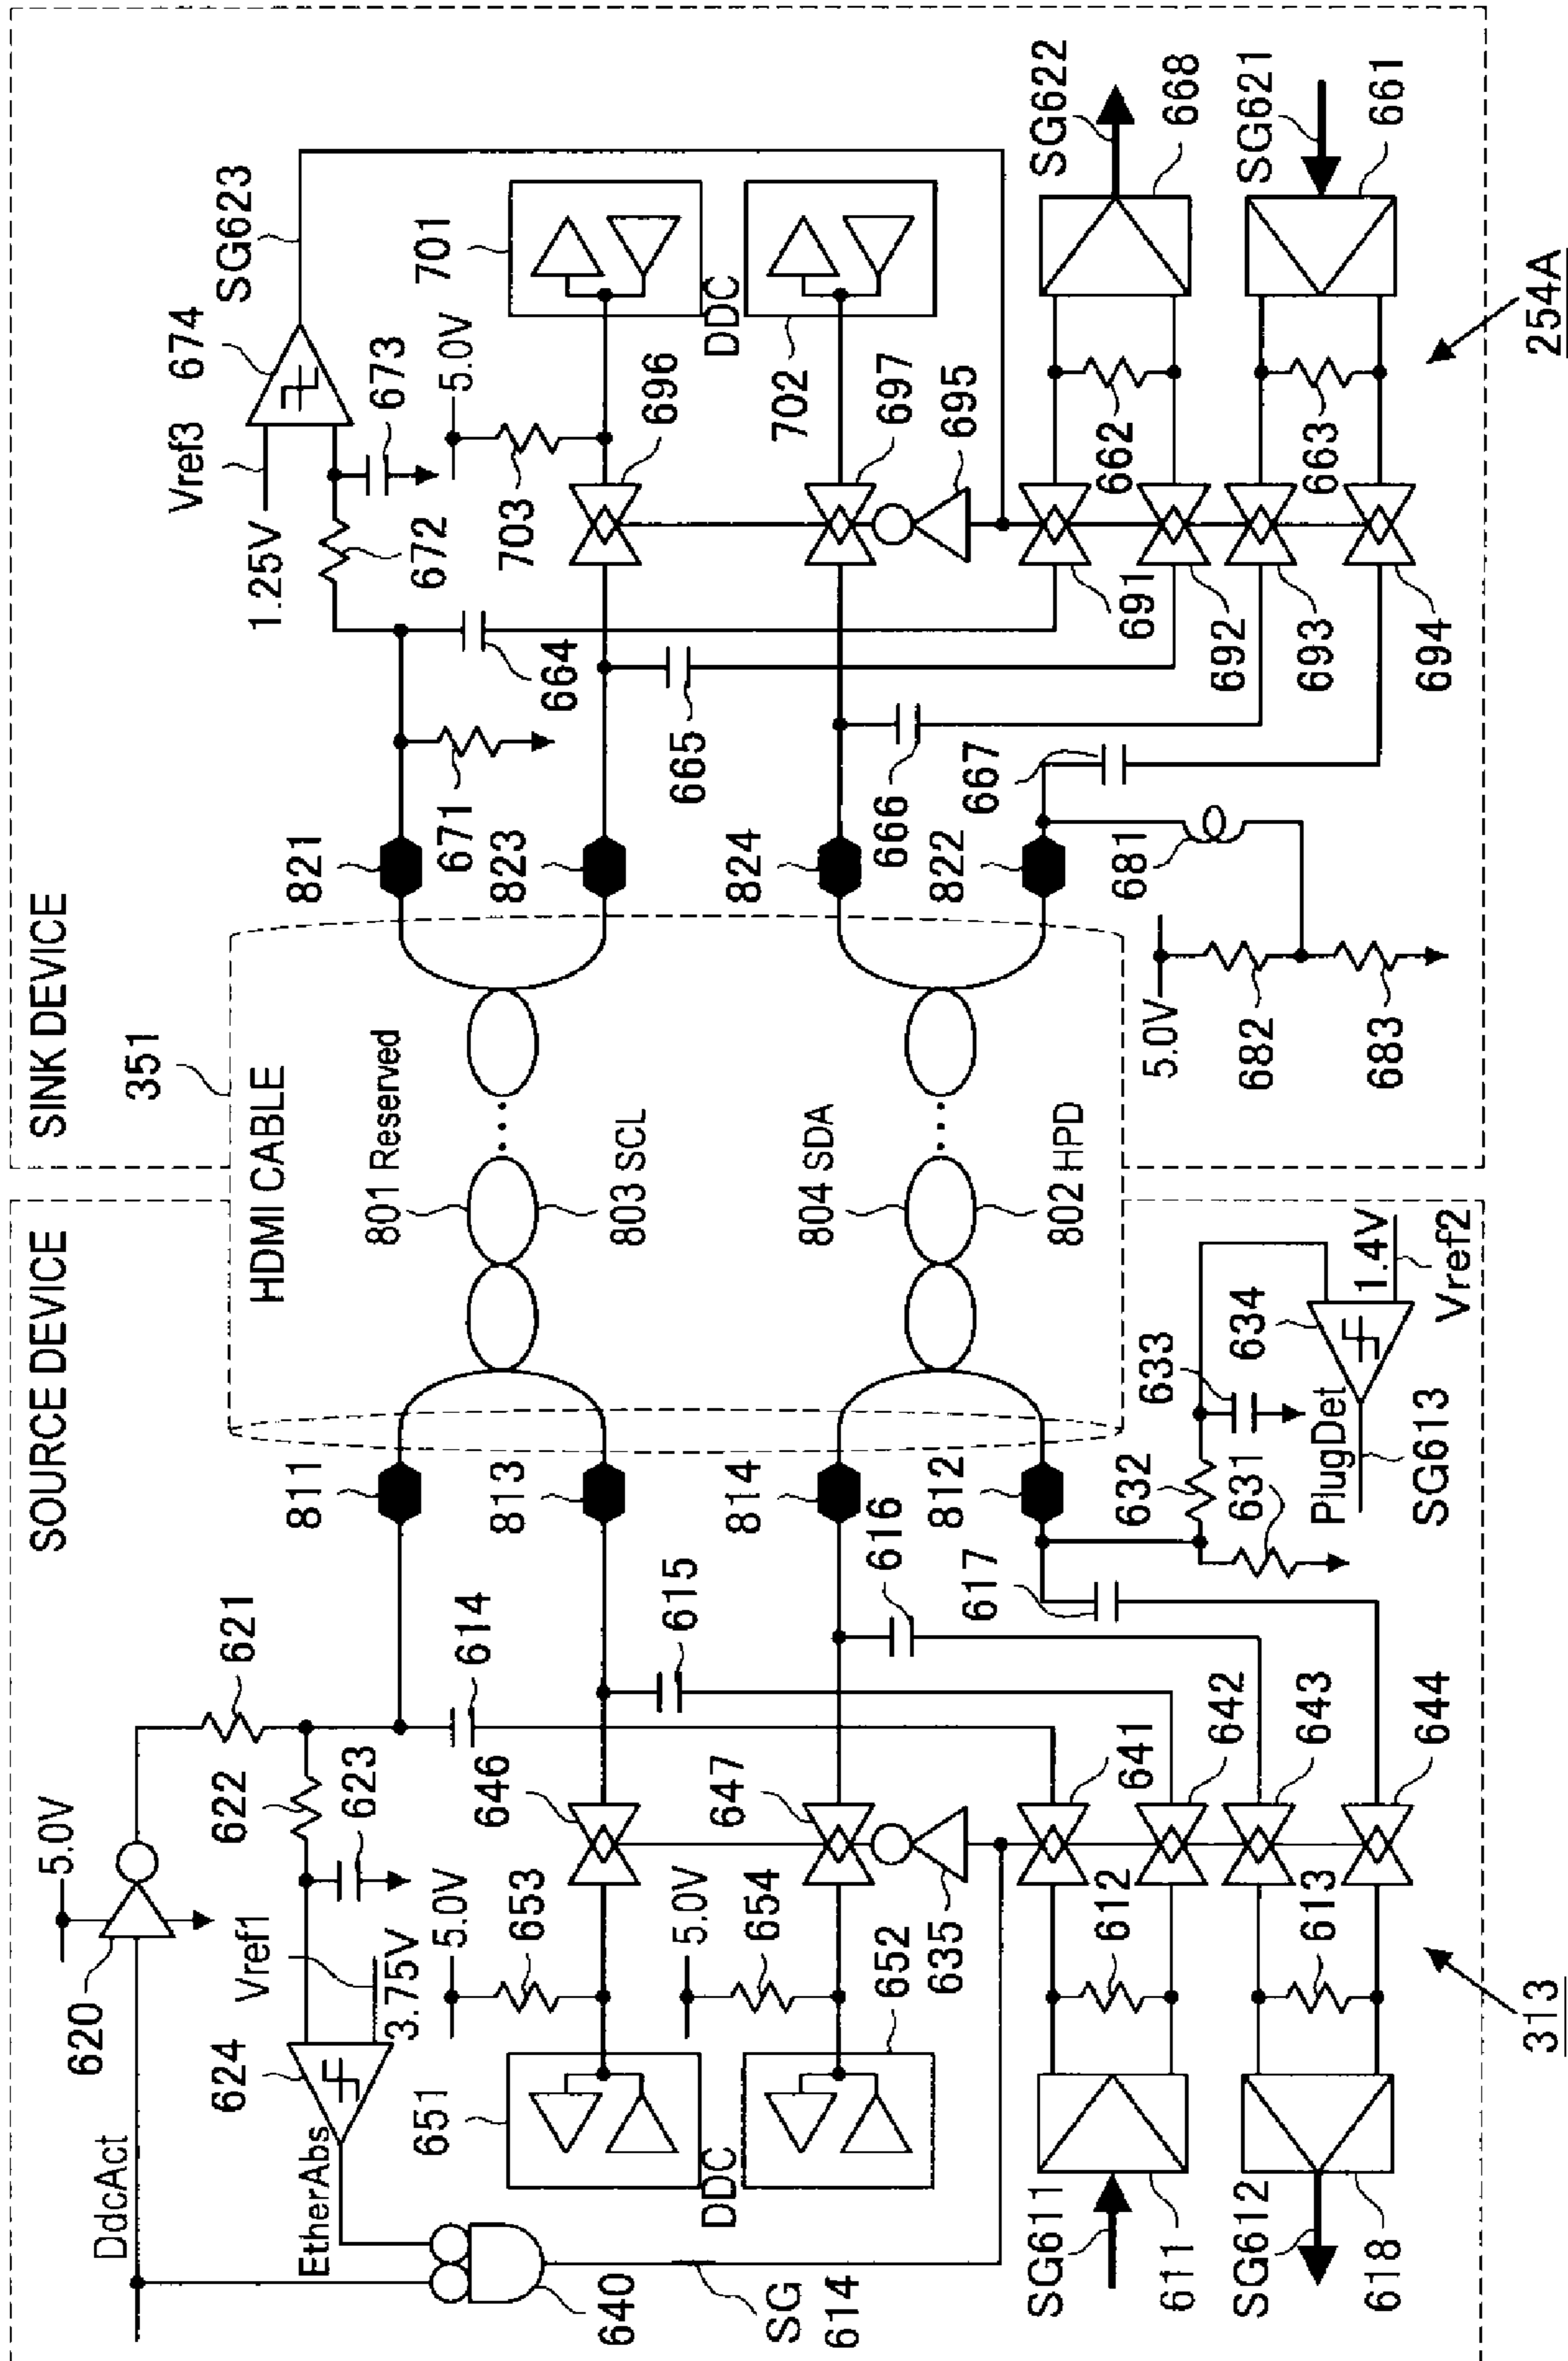 SOURCE DEVICE
SINK DEVICE
HDMI CABLE
351
5.0V
620
DdcAct
621
622
623
Vref1
3.75V
624
EtherAbs
640
SG
614
614
615
616
617
811
813
814
812
646
647
5.0V
653
5.0V
654
651
DDC
652
635
641
642
643
644
612
613
SG611
611
SG612
618
313
632
631
633
634
1.4V
Vref2
PlugDet
SG613
801 Reserved
803 SCL
804 SDA
802 HPD
821
823
824
822
671
664
665
666
667
681
5.0V
682
683
1.25V
Vref3
672
673
674
SG623
5.0V
703
701
DDC
702
696
697
695
691
692
693
694
662
663
SG622
668
SG621
661
254A